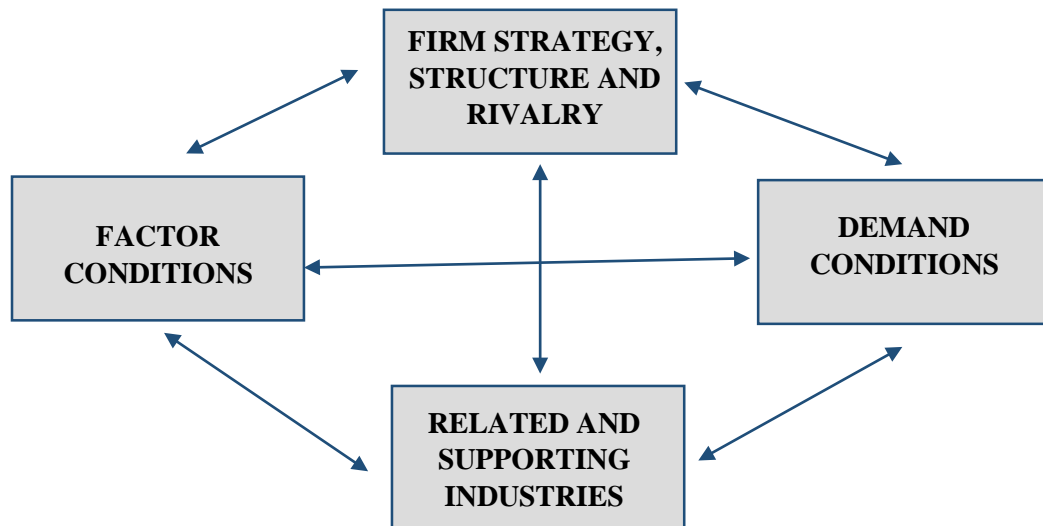 FIRM STRATEGY,
STRUCTURE AND
RIVALRY
FACTOR
CONDITIONS
DEMAND
CONDITIONS
RELATED AND
SUPPORTING
INDUSTRIES